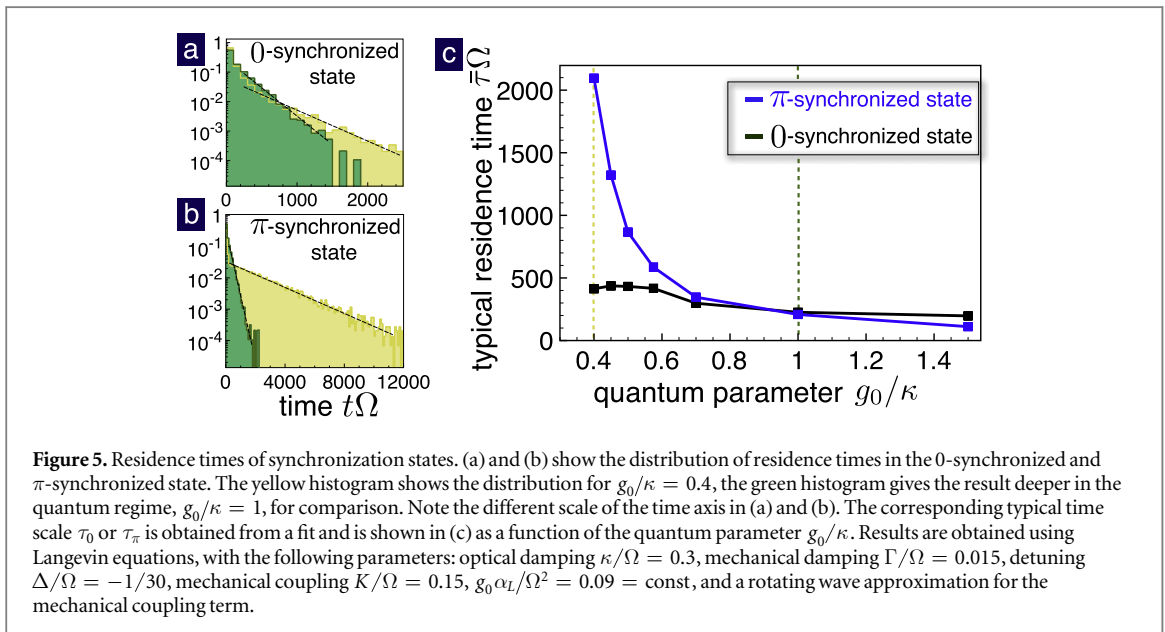 a
0-synchronized
state
1
10⁻¹
10⁻²
10⁻³
10⁻⁴
0
1000
2000
b
π-synchronized
state
1
10⁻¹
10⁻²
10⁻³
10⁻⁴
0
4000
8000
12000
time tΩ
c
typical residence time τ̄Ω
2000
1500
1000
500
0
π-synchronized state
0-synchronized state
0.4
0.6
0.8
1
1.2
1.4
quantum parameter g₀/κ
Figure 5. Residence times of synchronization states. (a) and (b) show the distribution of residence times in the 0-synchronized and
π-synchronized state. The yellow histogram shows the distribution for g₀/κ = 0.4, the green histogram gives the result deeper in the
quantum regime, g₀/κ = 1, for comparison. Note the different scale of the time axis in (a) and (b). The corresponding typical time
scale τ₀ or τ_π is obtained from a fit and is shown in (c) as a function of the quantum parameter g₀/κ. Results are obtained using
Langevin equations, with the following parameters: optical damping κ/Ω = 0.3, mechanical damping Γ/Ω = 0.015, detuning
Δ/Ω = −1/30, mechanical coupling K/Ω = 0.15, g₀α_L/Ω² = 0.09 = const, and a rotating wave approximation for the
mechanical coupling term.